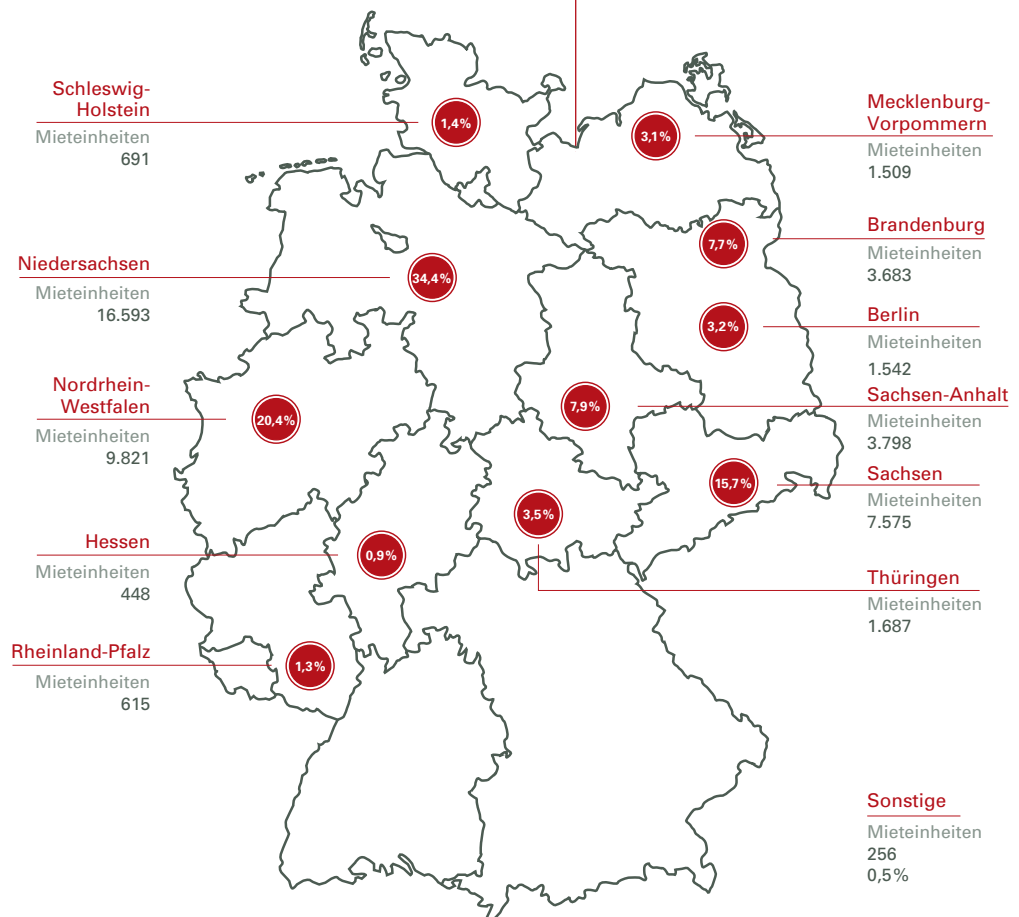 Schleswig-
Holstein
Mieteinheiten
691
1,4%
Niedersachsen
Mieteinheiten
16.593
34,4%
Nordrhein-
Westfalen
Mieteinheiten
9.821
20,4%
Hessen
Mieteinheiten
448
0,9%
Rheinland-Pfalz
Mieteinheiten
615
1,3%
Mecklenburg-
Vorpommern
Mieteinheiten
1.509
3,1%
Brandenburg
Mieteinheiten
3.683
7,7%
Berlin
Mieteinheiten
1.542
3,2%
Sachsen-Anhalt
Mieteinheiten
3.798
7,9%
Sachsen
Mieteinheiten
7.575
15,7%
Thüringen
Mieteinheiten
1.687
3,5%
Sonstige
Mieteinheiten
256
0,5%